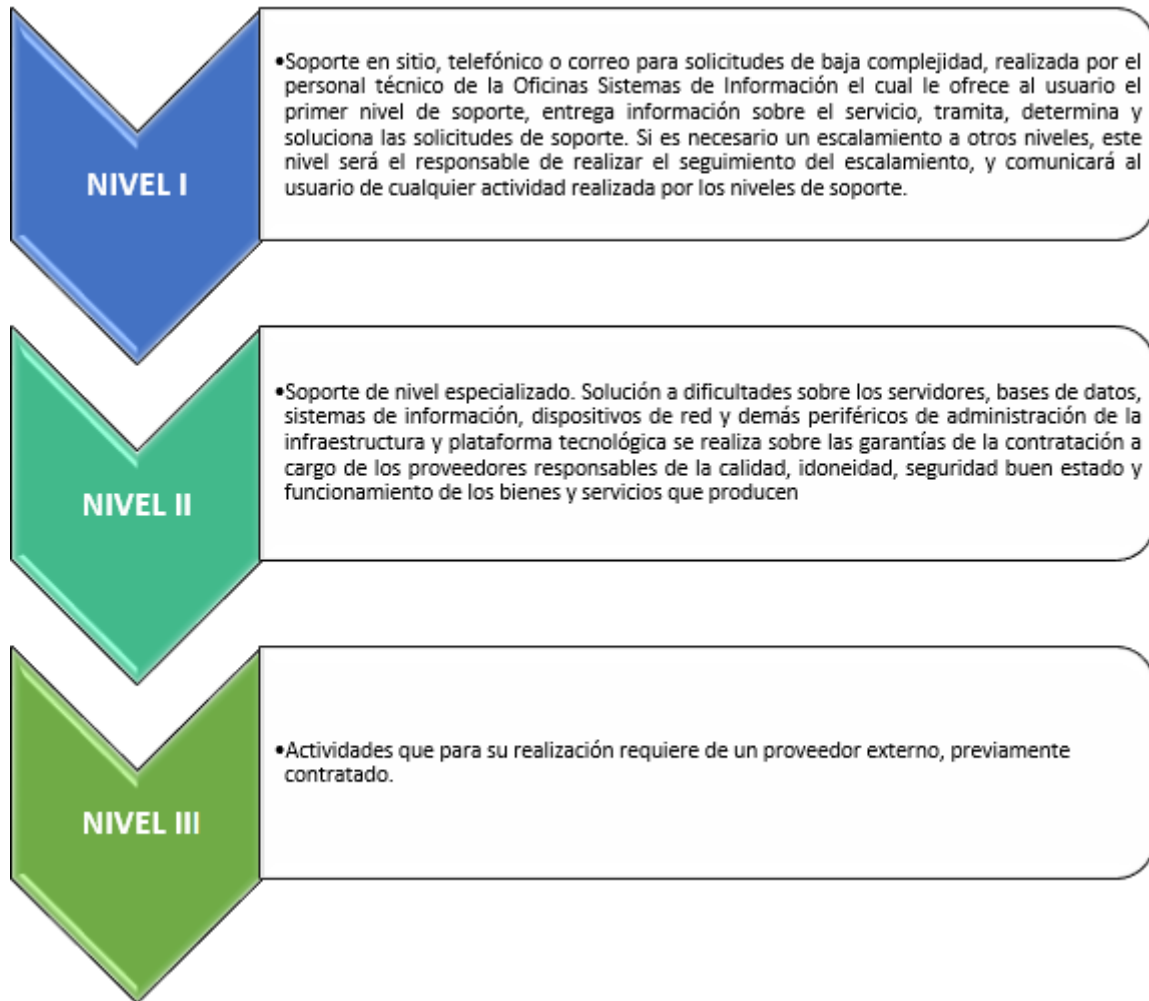 NIVEL I
•Soporte en sitio, telefónico o correo para solicitudes de baja complejidad, realizada por el
personal técnico de la Oficinas Sistemas de Información el cual le ofrece al usuario el
primer nivel de soporte, entrega información sobre el servicio, tramita, determina y
soluciona las solicitudes de soporte. Si es necesario un escalamiento a otros niveles, este
nivel será el responsable de realizar el seguimiento del escalamiento, y comunicará al
usuario de cualquier actividad realizada por los niveles de soporte.
NIVEL II
•Soporte de nivel especializado. Solución a dificultades sobre los servidores, bases de datos,
sistemas de información, dispositivos de red y demás periféricos de administración de la
infraestructura y plataforma tecnológica se realiza sobre las garantías de la contratación a
cargo de los proveedores responsables de la calidad, idoneidad, seguridad buen estado y
funcionamiento de los bienes y servicios que producen
NIVEL III
•Actividades que para su realización requiere de un proveedor externo, previamente
contratado.